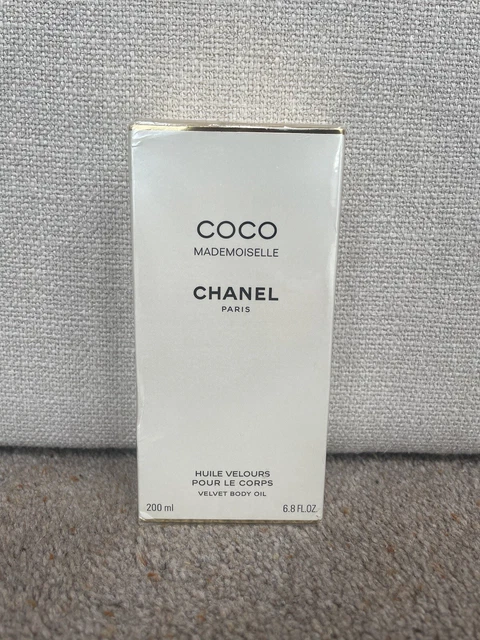 COCO
MADEMOISELLE
CHANEL
PARIS
HUILE VELOURS
POUR LE CORPS
VELVET BODY OIL
200 ml 6.8 FL.OZ.